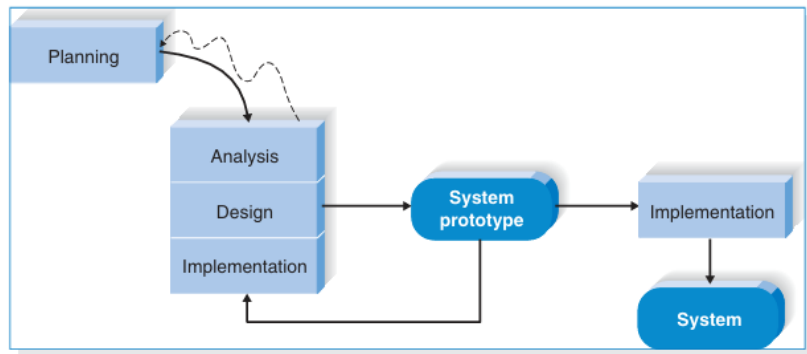 Planning
Analysis
Design
Implementation
System
prototype
Implementation
System